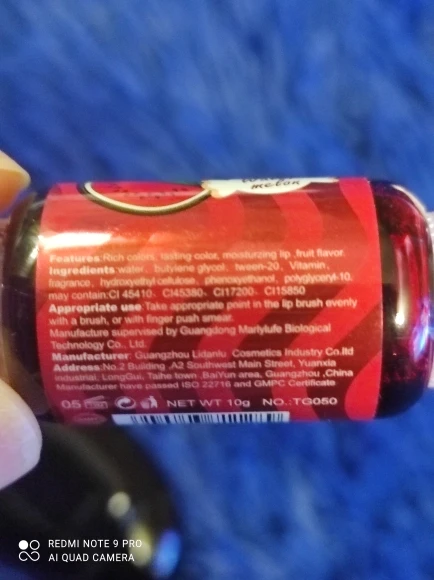 melon
Features:Rich colors, lasting color, moisturzing lip ,fruit flavor.
Ingredients:water、butylene glycol、tween-20、Vitamin、
fragrance、hydroxyethyl cellulose、phenoxyethanol、polyglyceryl-10.
may contain:CI 45410、CI45380、CI17200、CI15850
Appropriate use:Take appropriate point in the lip brush evenly
with a brush, or with finger push smear.
Manufacture supervised by Guangdong Marlylufe Biological
Technology Co., Ltd.
Manufacturer: Guangzhou Lidanlu Cosmetics Industry Co.ltd
Address:No.2 Building ,A2 Southwest Main Street, Yuanxia
industrial, LongGui, Taihe town ,BaiYun area, Guangzhou ,China
Manufacturer have passed ISO 22716 and GMPC Certificate
05 NET WT 10g NO.:TG050
REDMI NOTE 9 PRO
AI QUAD CAMERA